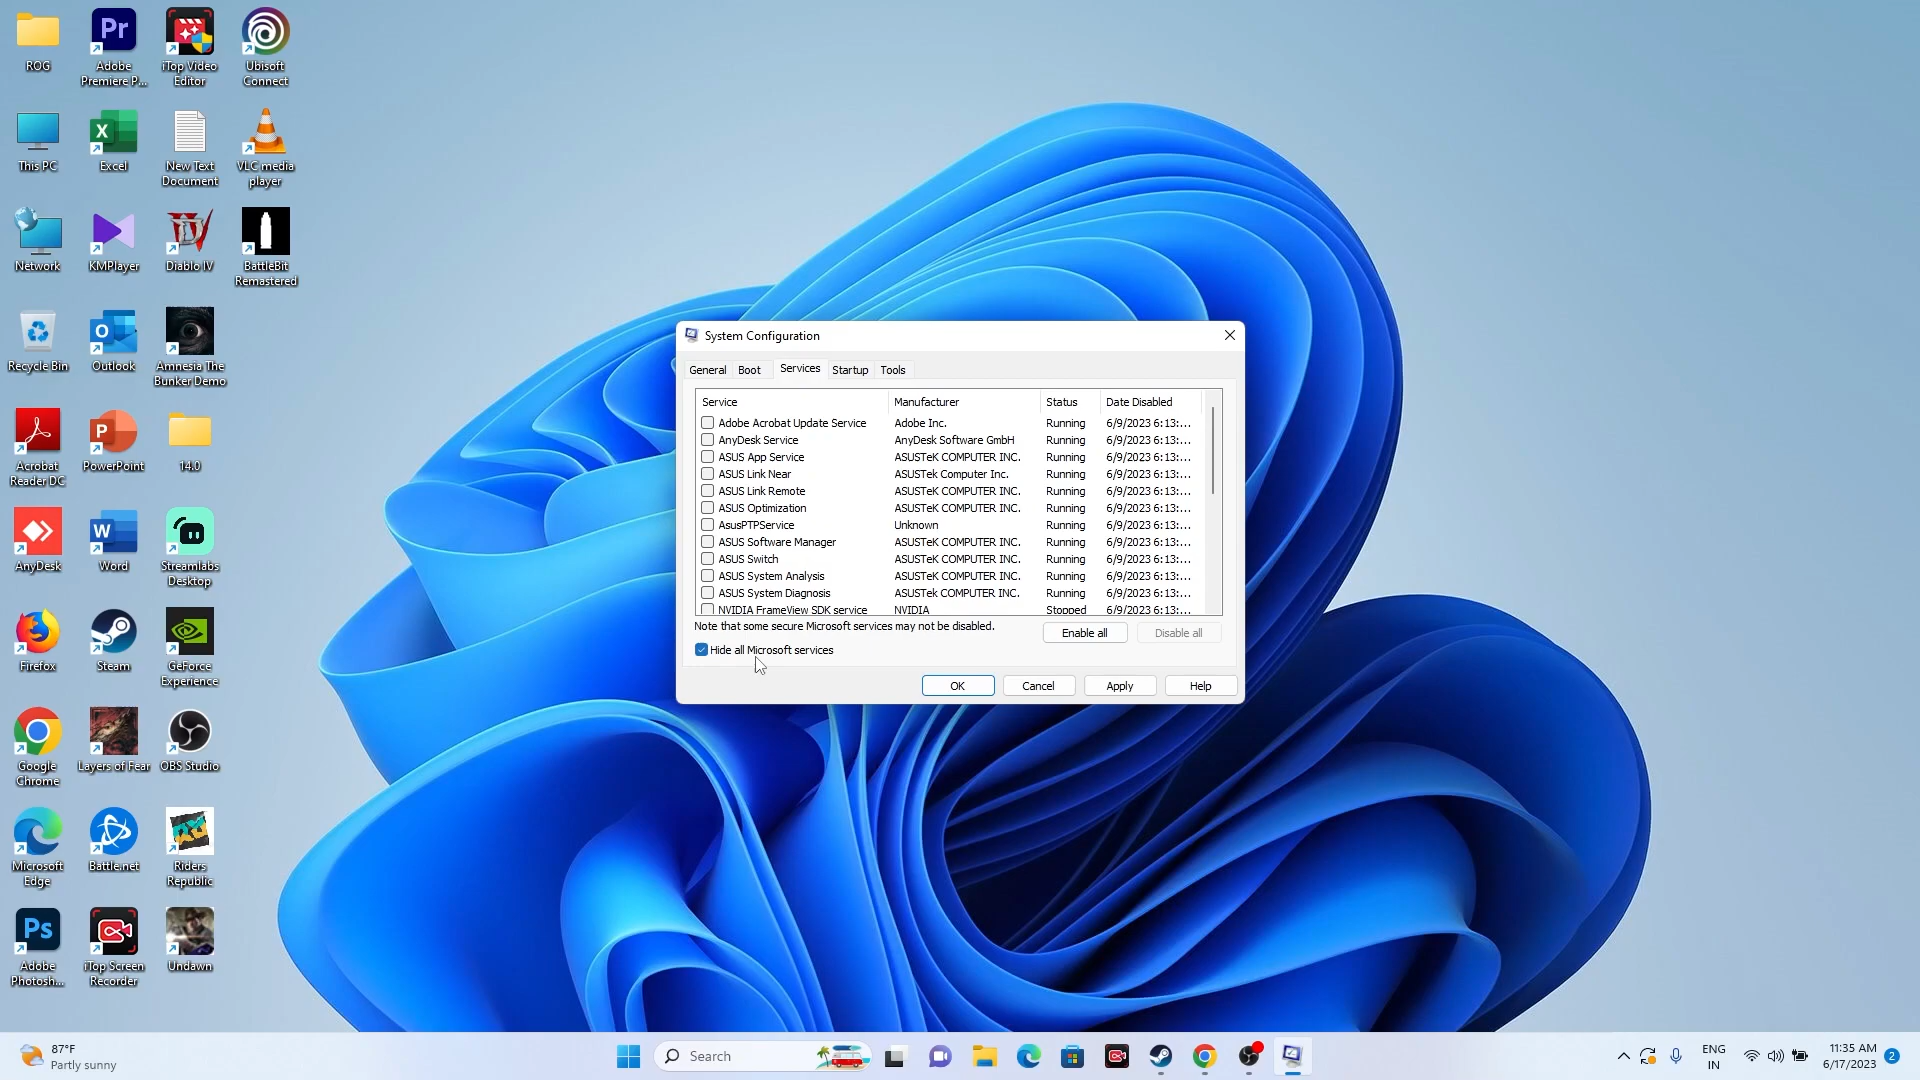 ROG
Adobe
Premiere P...
iTop Video
Editor
Ubisoft
Connect
This PC
Excel
New Text
Document
VLC media
player
Network
KMPlayer
Diablo IV
BattleBit
Remastered
Recycle Bin
Outlook
Amnesia The
Bunker Demo
Acrobat
Reader DC
PowerPoint
14.0
AnyDesk
Word
Streamlabs
Desktop
Firefox
Steam
GeForce
Experience
Google
Chrome
Layers of Fear
OBS Studio
Microsoft
Edge
Battle.net
Riders
Republic
Adobe
Photosh...
iTop Screen
Recorder
Undawn
System Configuration
General Boot Services Startup Tools
Service Manufacturer Status Date Disabled
Adobe Acrobat Update Service Adobe Inc. Running 6/9/2023 6:13:...
AnyDesk Service AnyDesk Software GmbH Running 6/9/2023 6:13:...
ASUS App Service ASUSTeK COMPUTER INC. Running 6/9/2023 6:13:...
ASUS Link Near ASUSTek Computer Inc. Running 6/9/2023 6:13:...
ASUS Link Remote ASUSTeK COMPUTER INC. Running 6/9/2023 6:13:...
ASUS Optimization ASUSTeK COMPUTER INC. Running 6/9/2023 6:13:...
AsusPTPService Unknown Running 6/9/2023 6:13:...
ASUS Software Manager ASUSTeK COMPUTER INC. Running 6/9/2023 6:13:...
ASUS Switch ASUSTeK COMPUTER INC. Running 6/9/2023 6:13:...
ASUS System Analysis ASUSTeK COMPUTER INC. Running 6/9/2023 6:13:...
ASUS System Diagnosis ASUSTek COMPUTER INC. Running 6/9/2023 6:13:...
NVIDIA FrameView SDK service NVIDIA Stopped 6/9/2023 6:13:...
Note that some secure Microsoft services may not be disabled.
Enable all Disable all
Hide all Microsoft services
OK Cancel Apply Help
87°F
Partly sunny
Search
ENG
IN
11:35 AM
6/17/2023
2